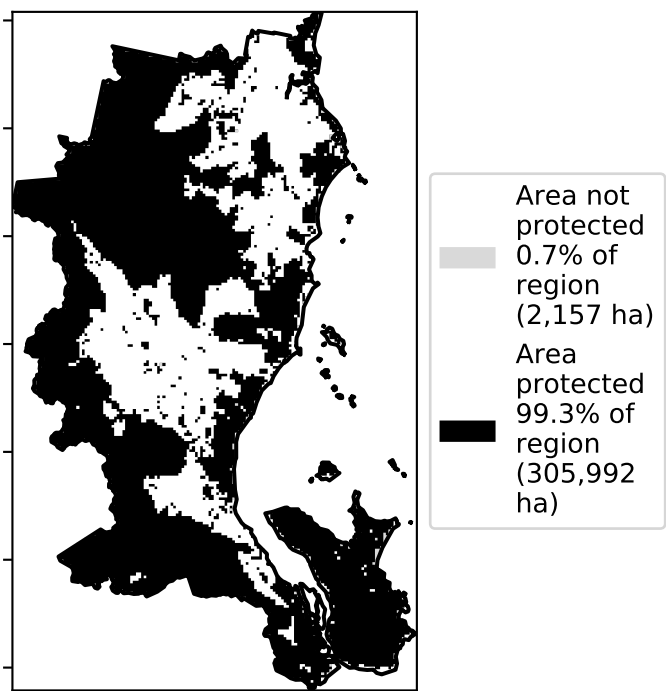 Area not
protected
0.7% of
region
(2,157 ha)
Area
protected
99.3% of
region
(305,992
ha)